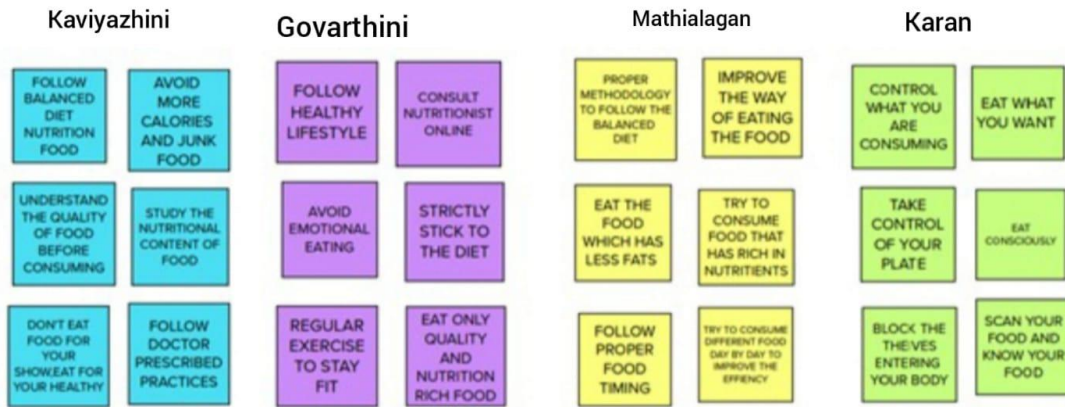 Kaviyazhini
FOLLOW
BALANCED
DIET
NUTRITION
FOOD
AVOID
MORE
CALORIES
AND JUNK
FOOD
UNDERSTAND
THE QUALITY
OF FOOD
BEFORE
CONSUMING
STUDY THE
NUTRITIONAL
CONTENT OF
FOOD
DON'T EAT
FOOD FOR
YOUR
SHOW,EAT FOR
YOUR HEALTHY
FOLLOW
DOCTOR
PRESCRIBED
PRACTICES
Govarthini
FOLLOW
HEALTHY
LIFESTYLE
CONSULT
NUTRITIONIST
ONLINE
AVOID
EMOTIONAL
EATING
STRICTLY
STICK TO
THE DIET
REGULAR
EXERCISE
TO STAY
FIT
EAT ONLY
QUALITY
AND
NUTRITION
RICH FOOD
Mathialagan
PROPER
METHODOLOGY
TO FOLLOW THE
BALANCED
DIET
IMPROVE
THE WAY
OF EATING
THE FOOD
EAT THE
FOOD
WHICH HAS
LESS FATS
TRY TO
CONSUME
FOOD THAT
HAS RICH IN
NUTRITIENTS
FOLLOW
PROPER
FOOD
TIMING
TRY TO CONSUME
DIFFERENT FOOD
DAY BY DAY TO
IMPROVE THE
EFFIENCY
Karan
CONTROL
WHAT YOU
ARE
CONSUMING
EAT WHAT
YOU WANT
TAKE
CONTROL
OF YOUR
PLATE
EAT
CONSCIOUSLY
BLOCK THE
THEIVES
ENTERING
YOUR BODY
SCAN YOUR
FOOD AND
KNOW YOUR
FOOD